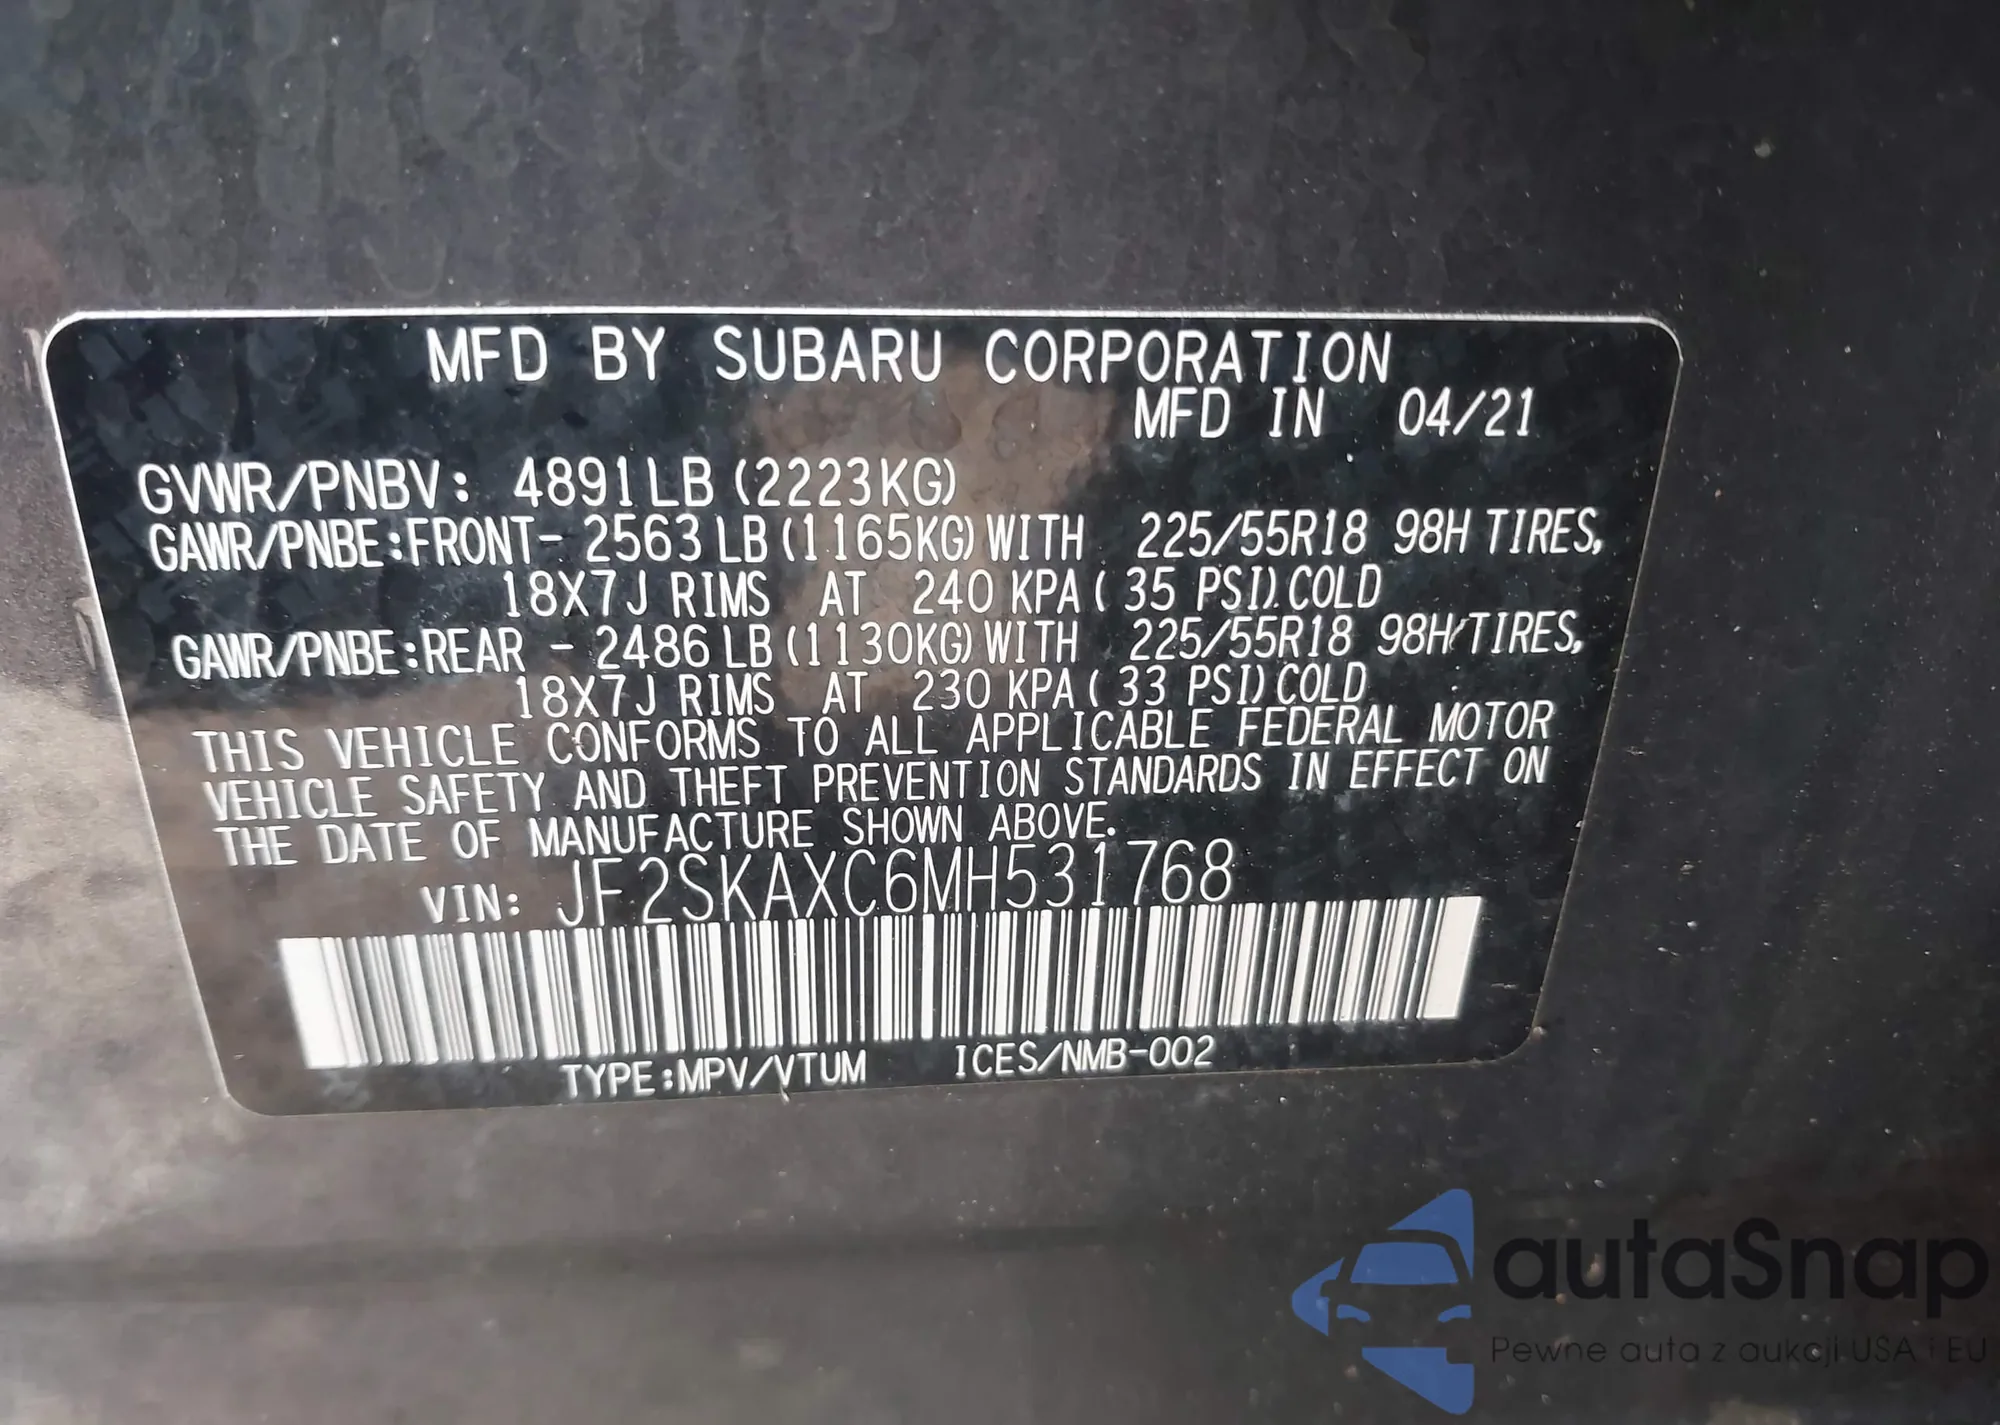 MFD BY SUBARU CORPORATION
MFD IN 04/21
GVWR/PNBV: 4891LB (2223KG)
GAWR/PNBE:FRONT- 2563LB(1165KG)WITH 225/55R18 98H TIRES,
18X7J RIMS AT 240 KPA( 35 PSI).COLD
GAWR/PNBE:REAR - 2486LB(1130KG)WITH 225/55R18 98H TIRES,
18X7J RIMS AT 230 KPA( 33 PSI)COLD
THIS VEHICLE CONFORMS TO ALL APPLICABLE FEDERAL MOTOR
VEHICLE SAFETY AND THEFT PREVENTION STANDARDS IN EFFECT ON
THE DATE OF MANUFACTURE SHOWN ABOVE.
VIN: JF2SKAXC6MH531768
TYPE:MPV/VTUM ICES/NMB-002
autaSnap
Pewne auta z aukcji USA i EU